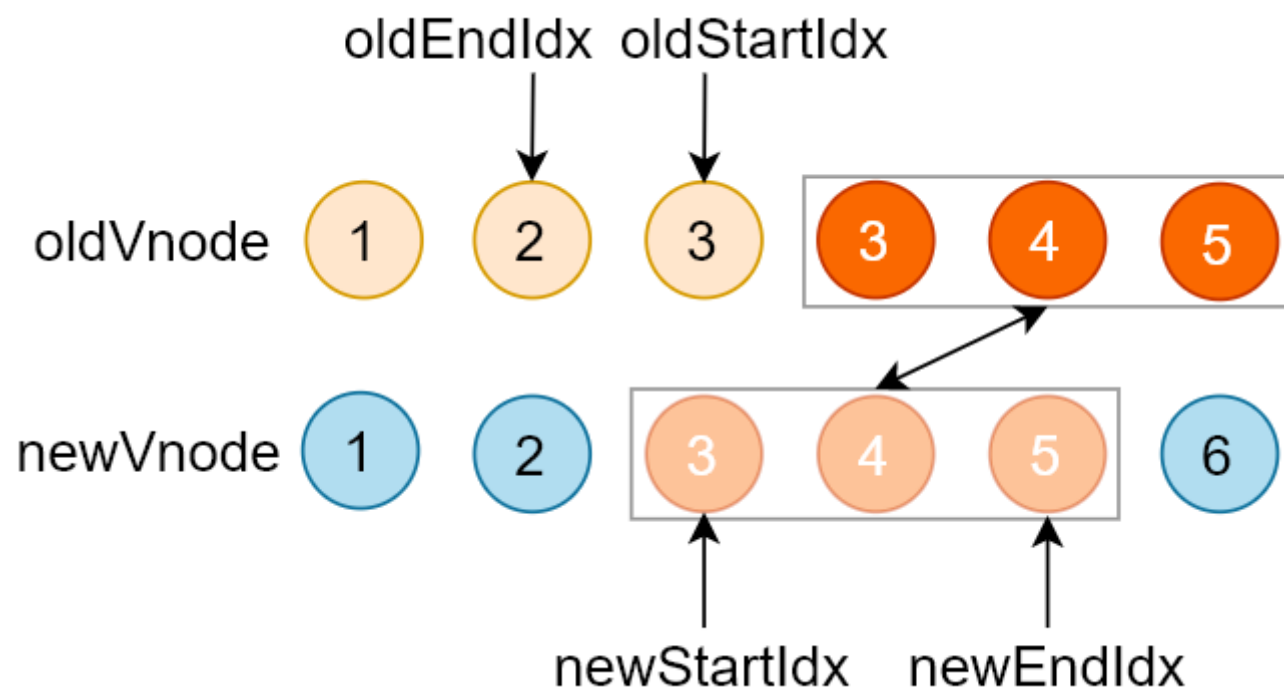 oldEndIdx oldStartIdx
oldVnode 1 2 3 3 4 5
newVnode 1 2 3 4 5 6
newStartIdx newEndIdx